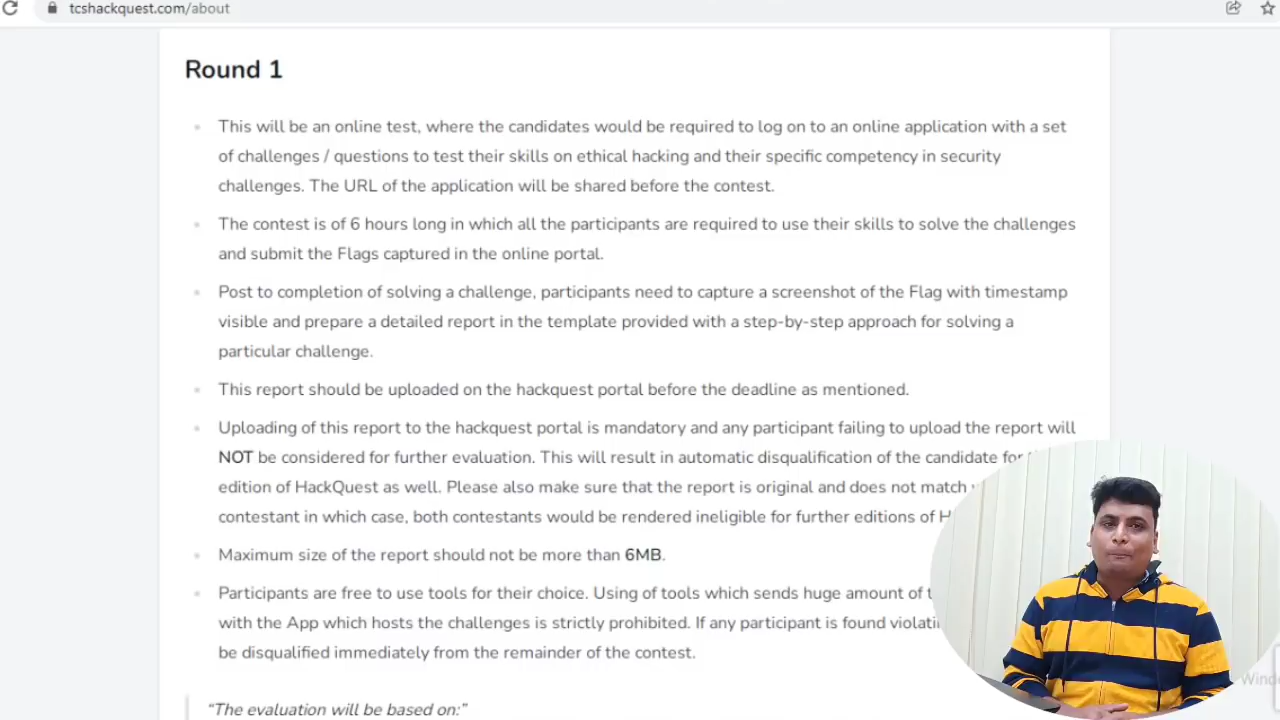 tcshackquest.com/about
Round 1
This will be an online test, where the candidates would be required to log on to an online application with a set
of challenges / questions to test their skills on ethical hacking and their specific competency in security
challenges. The URL of the application will be shared before the contest.
The contest is of 6 hours long in which all the participants are required to use their skills to solve the challenges
and submit the Flags captured in the online portal.
Post to completion of solving a challenge, participants need to capture a screenshot of the Flag with timestamp
visible and prepare a detailed report in the template provided with a step-by-step approach for solving a
particular challenge.
This report should be uploaded on the hackquest portal before the deadline as mentioned.
Uploading of this report to the hackquest portal is mandatory and any participant failing to upload the report will
NOT be considered for further evaluation. This will result in automatic disqualification of the candidate for
edition of HackQuest as well. Please also make sure that the report is original and does not match
contestant in which case, both contestants would be rendered ineligible for further editions of
Maximum size of the report should not be more than 6MB.
Participants are free to use tools for their choice. Using of tools which sends huge amount of
with the App which hosts the challenges is strictly prohibited. If any participant is found
be disqualified immediately from the remainder of the contest.
“The evaluation will be based on:”